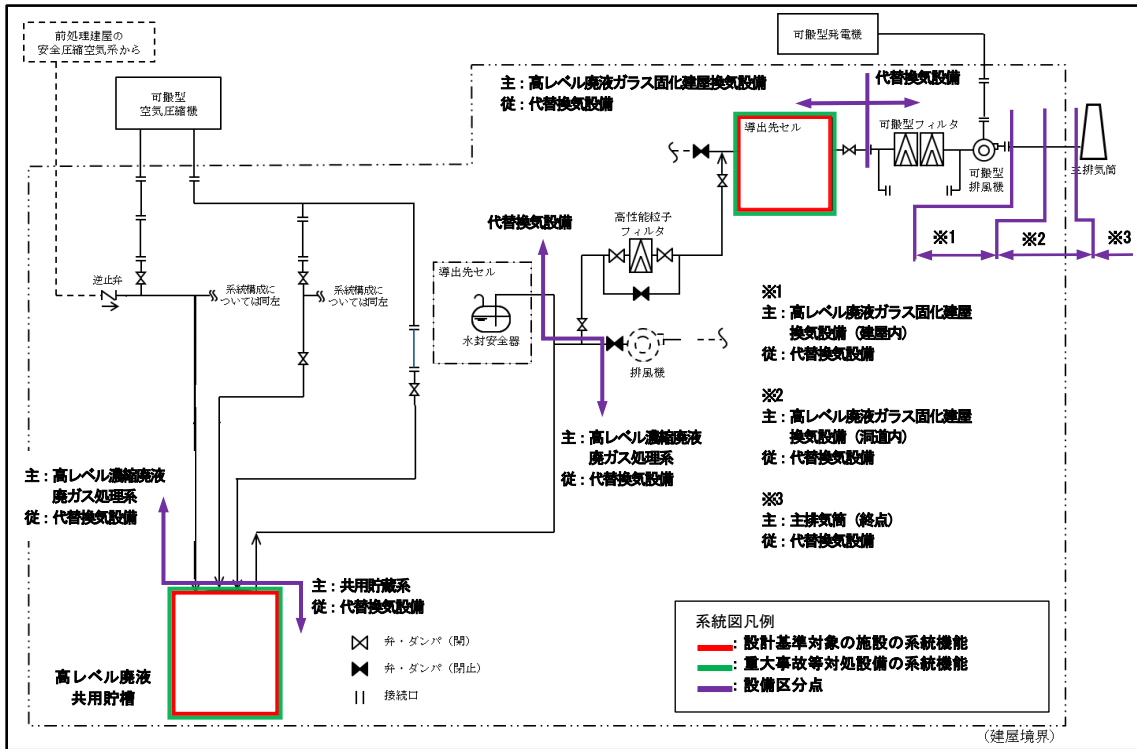 前処理建屋の
安全圧縮空気系から
可搬型
空気圧縮機
可搬型発電機
主：高レベル廃液ガラス固化建屋換気設備
従：代替換気設備
代替換気設備
導出先セル
可搬型フィルタ
可搬型
排風機
主排気筒
※1
※2
※3
代替換気設備
高性能粒子
フィルタ
導出先セル
水封安全器
排風機
逆止弁
系統構成に
ついては同左
系統構成に
ついては同左
※1
主：高レベル廃液ガラス固化建屋
換気設備（建屋内）
従：代替換気設備
※2
主：高レベル廃液ガラス固化建屋
換気設備（洞道内）
従：代替換気設備
※3
主：主排気筒（終点）
従：代替換気設備
主：高レベル濃縮廃液
廃ガス処理系
従：代替換気設備
主：高レベル濃縮廃液
廃ガス処理系
従：代替換気設備
主：共用貯蔵系
従：代替換気設備
高レベル廃液
共用貯槽
弁・ダンパ（開）
弁・ダンパ（閉止）
接続口
系統図凡例
：設計基準対象の施設の系統機能
：重大事故等対処設備の系統機能
：設備区分点
（建屋境界）